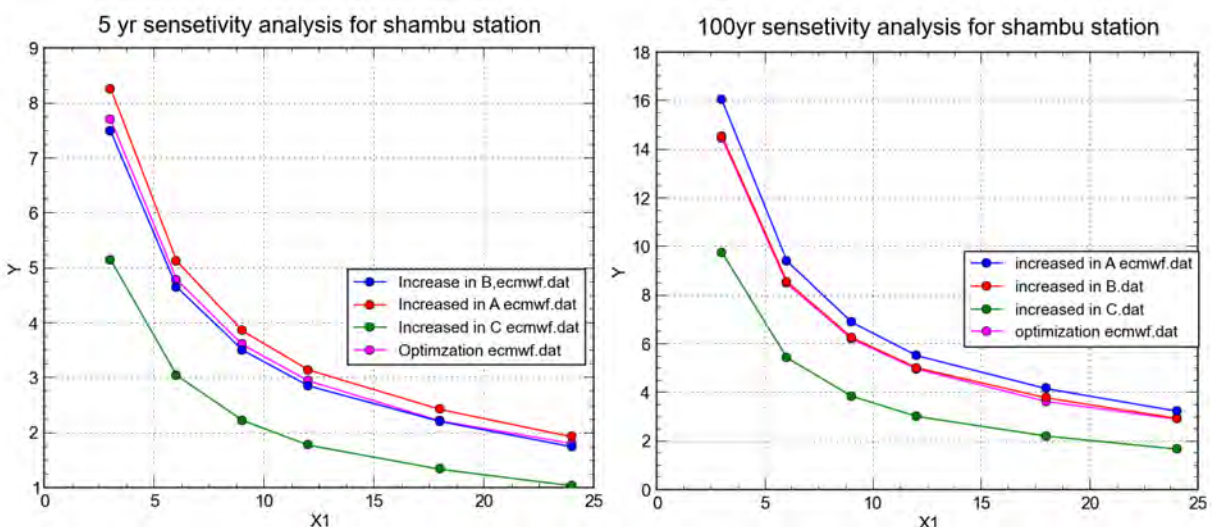 5 yr sensetivity analysis for shambu station
9
8
7
6
5
4
3
2
1
Y
0
5
10
15
20
25
X1
Increase in B,ecmwf.dat
Increased in A ecmwf.dat
Increased in C ecmwf.dat
Optimzation ecmwf.dat
100yr sensetivity analysis for shambu station
18
16
14
12
10
8
6
4
2
0
Y
0
5
10
15
20
25
X1
increased in A ecmwf.dat
increased in B.dat
increased in C.dat
optimization ecmwf.dat